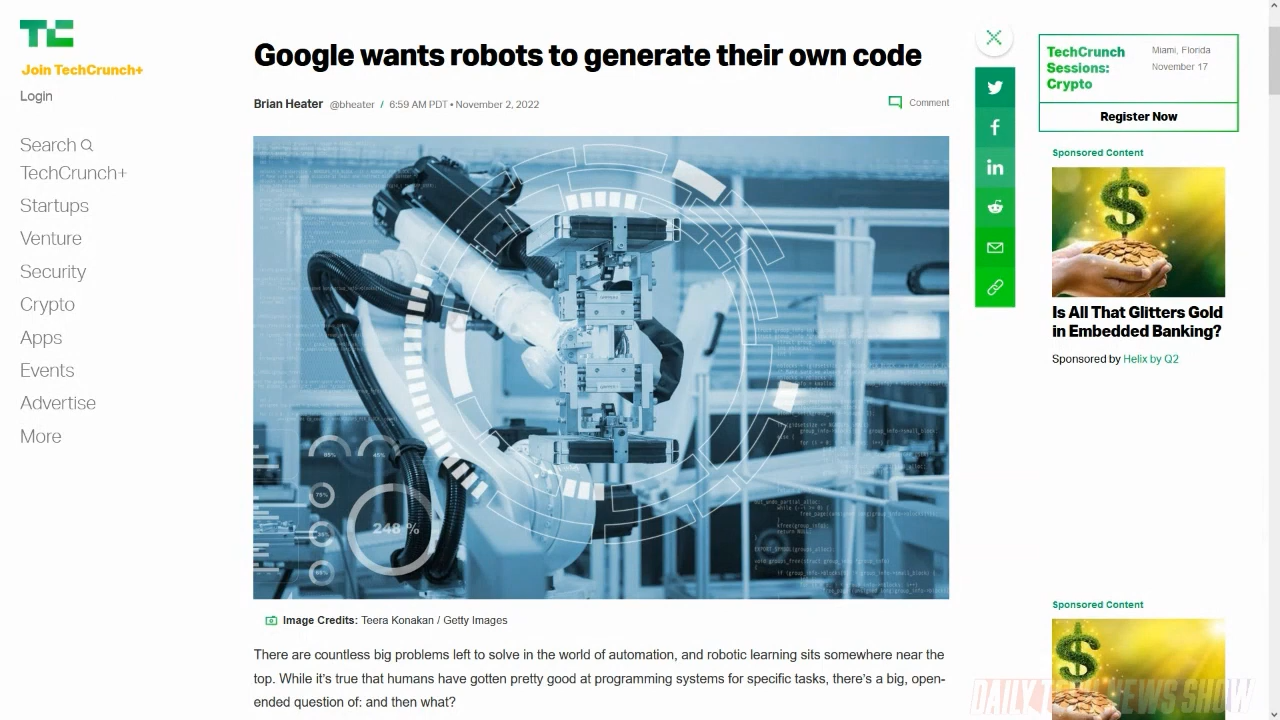 TC
Join TechCrunch+
Login
Search
TechCrunch+
Startups
Venture
Security
Crypto
Apps
Events
Advertise
More
Google wants robots to generate their own code
Brian Heater @bheater / 6:59 AM PDT • November 2, 2022
Comment
248 %
Image Credits: Teera Konakan / Getty Images
There are countless big problems left to solve in the world of automation, and robotic learning sits somewhere near the
top. While it's true that humans have gotten pretty good at programming systems for specific tasks, there's a big, open-
ended question of: and then what?
TechCrunch
Sessions:
Crypto
Miami, Florida
November 17
Register Now
Sponsored Content
Is All That Glitters Gold
in Embedded Banking?
Sponsored by Helix by Q2
Sponsored Content
DAILY TECH NEWS SHOW